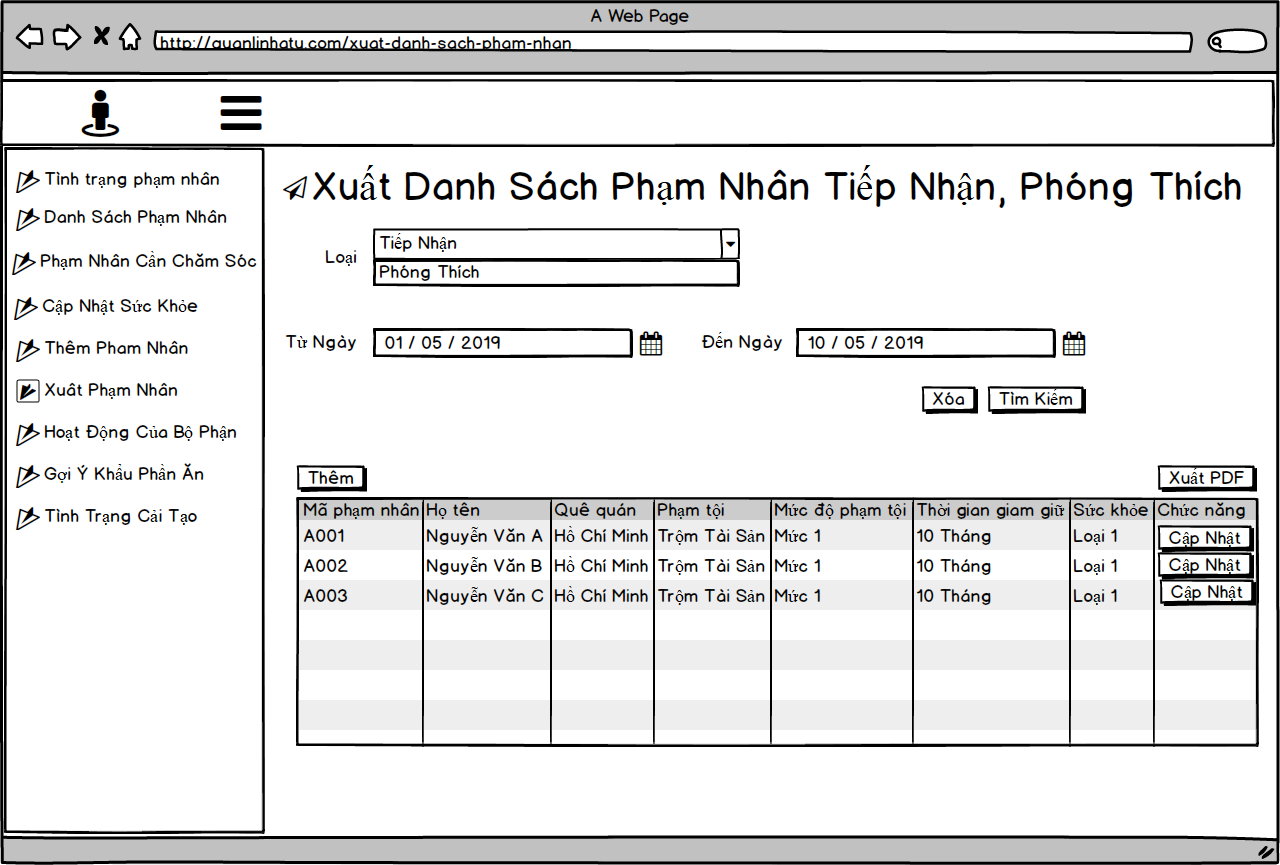 A Web Page
http://quanlinhatu.com/xuat-danh-sach-pham-nhan
Tình trạng phạm nhân
Danh Sách Phạm Nhân
Phạm Nhân Cần Chăm Sóc
Cập Nhật Sức Khỏe
Thêm Pham Nhân
Xuât Phạm Nhân
Hoạt Động Của Bộ Phận
Gợi Ý Khẩu Phần Ăn
Tình Trạng Cải Tạo
Xuất Danh Sách Phạm Nhân Tiếp Nhận, Phóng Thích
Loại
Tiếp Nhận
Phóng Thích
Từ Ngày 01 / 05 / 2019 Đến Ngày 10 / 05 / 2019
Xóa Tìm Kiếm
Thêm Xuất PDF
Mã phạm nhân Họ tên Quê quán Phạm tội Mức độ phạm tội Thời gian giam giữ Sức khỏe Chức năng
A001 Nguyễn Văn A Hồ Chí Minh Trộm Tài Sản Mức 1 10 Tháng Loại 1 Cập Nhật
A002 Nguyễn Văn B Hồ Chí Minh Trộm Tài Sản Mức 1 10 Tháng Loại 1 Cập Nhật
A003 Nguyễn Văn C Hồ Chí Minh Trộm Tài Sản Mức 1 10 Tháng Loại 1 Cập Nhật